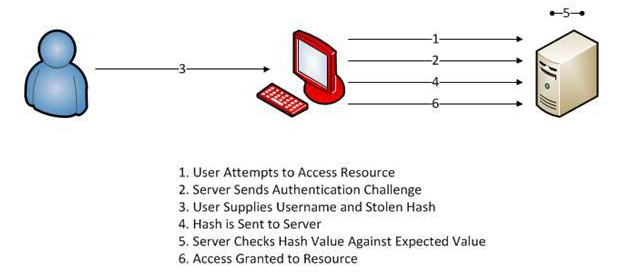 5
1
2
3
4
6
1. User Attempts to Access Resource
2. Server Sends Authentication Challenge
3. User Supplies Username and Stolen Hash
4. Hash is Sent to Server
5. Server Checks Hash Value Against Expected Value
6. Access Granted to Resource